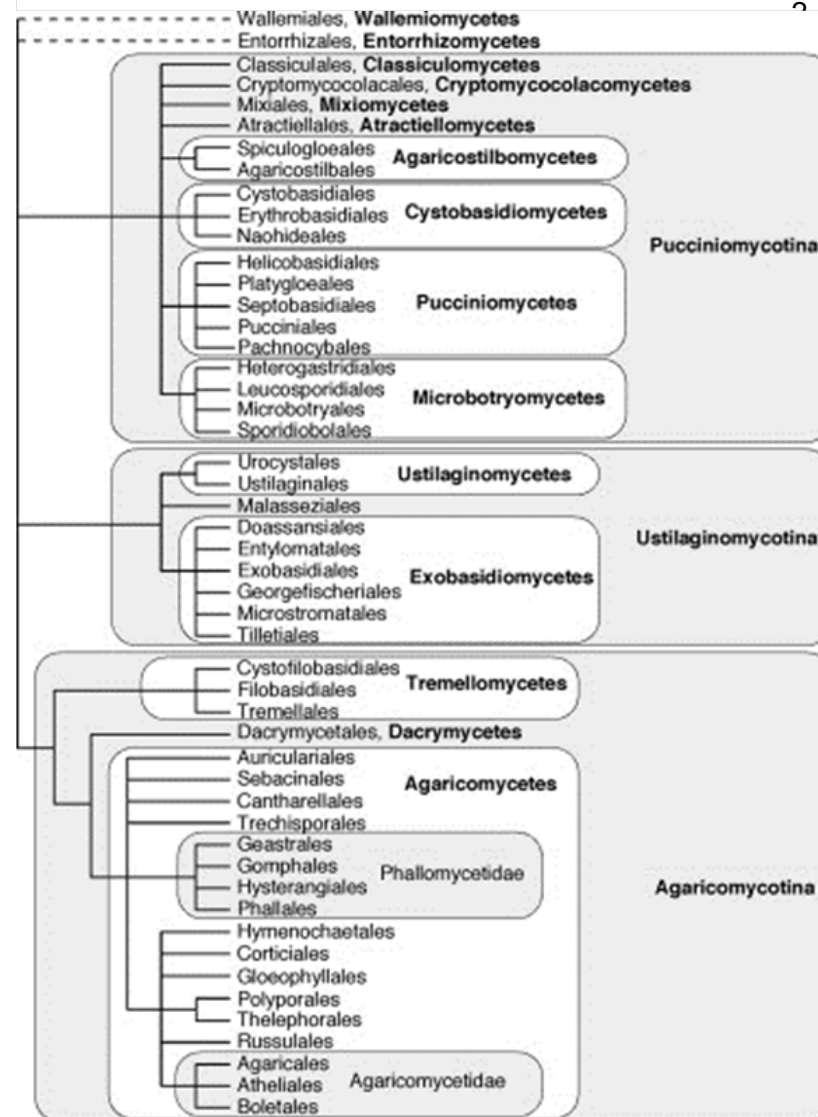 Wallemiales, Wallemiomycetes
Entorrhizales, Entorrhizomycetes
Classiculales, Classiculomycetes
Cryptomycocolacales, Cryptomycocolacomycetes
Mixiales, Mixiomycetes
Atractiellales, Atractiellomycetes
Spiculogloeales
Agaricostilbomycetes
Agaricostilbales
Cystobasidiales
Cystobasidiomycetes
Erythrobasidiales
Naohideales
Pucciniomycotina
Helicobasidiales
Platygloeales
Pucciniomycetes
Septobasidiales
Pucciniales
Pachnocybales
Heterogastridiales
Leucosporidiales
Microbotryomycetes
Microbotryales
Sporidiobolales
Urocystales
Ustilaginomycetes
Ustilaginales
Malasseziales
Doassansiales
Ustilaginomycotina
Entylomatales
Exobasidiales
Exobasidiomycetes
Georgefischeriales
Microstromatales
Tilletiales
Cystofilobasidiales
Tremellomycetes
Filobasidiales
Tremellales
Dacrymycetales, Dacrymycetes
Auriculariales
Agaricomycetes
Sebacinales
Cantharellales
Trechisporales
Geastrales
Gomphales
Phallomycetidae
Hysterangiales
Agaricomycotina
Phallales
Hymenochaetales
Corticiales
Gloeophyllales
Polyporales
Thelephorales
Russulales
Agaricales
Agaricomycetidae
Atheliales
Boletales